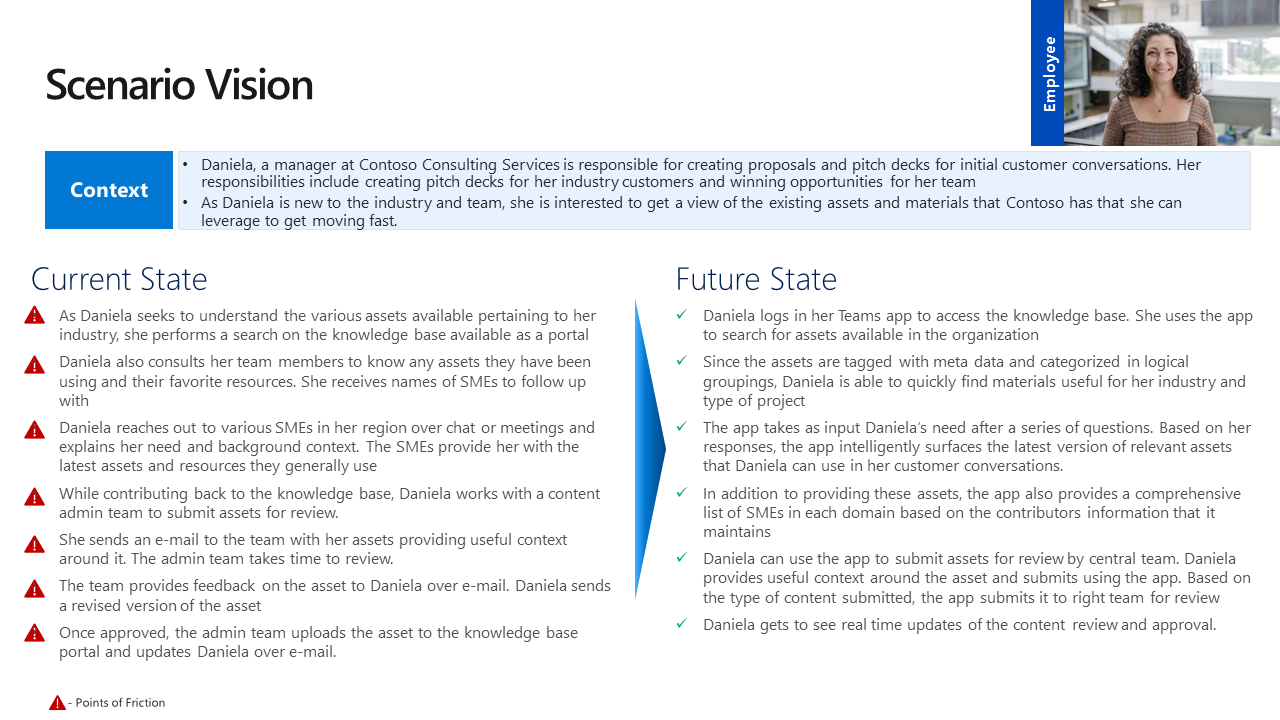 Employee
Scenario Vision
Context
• Daniela, a manager at Contoso Consulting Services is responsible for creating proposals and pitch decks for initial customer conversations. Her
responsibilities include creating pitch decks for her industry customers and winning opportunities for her team
• As Daniela is new to the industry and team, she is interested to get a view of the existing assets and materials that Contoso has that she can
leverage to get moving fast.
Current State
As Daniela seeks to understand the various assets available pertaining to her
industry, she performs a search on the knowledge base available as a portal
Daniela also consults her team members to know any assets they have been
using and their favorite resources. She receives names of SMEs to follow up
with
Daniela reaches out to various SMEs in her region over chat or meetings and
explains her need and background context. The SMEs provide her with the
latest assets and resources they generally use
While contributing back to the knowledge base, Daniela works with a content
admin team to submit assets for review.
She sends an e-mail to the team with her assets providing useful context
around it. The admin team takes time to review.
The team provides feedback on the asset to Daniela over e-mail. Daniela sends
a revised version of the asset
Once approved, the admin team uploads the asset to the knowledge base
portal and updates Daniela over e-mail.
- Points of Friction
Future State
✓ Daniela logs in her Teams app to access the knowledge base. She uses the app
to search for assets available in the organization
✓ Since the assets are tagged with meta data and categorized in logical
groupings, Daniela is able to quickly find materials useful for her industry and
type of project
✓ The app takes as input Daniela's need after a series of questions. Based on her
responses, the app intelligently surfaces the latest version of relevant assets
that Daniela can use in her customer conversations.
✓ In addition to providing these assets, the app also provides a comprehensive
list of SMEs in each domain based on the contributors information that it
maintains
✓ Daniela can use the app to submit assets for review by central team. Daniela
provides useful context around the asset and submits using the app. Based on
the type of content submitted, the app submits it to right team for review
✓ Daniela gets to see real time updates of the content review and approval.